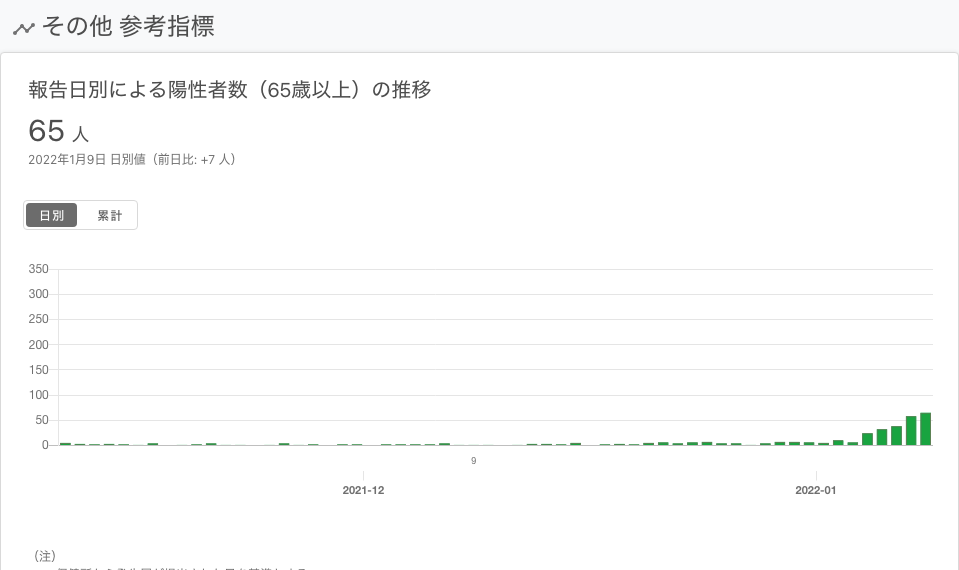 その他 参考指標
報告日別による陽性者数（65歳以上）の推移
65 人
2022年1月9日 日別値（前日比: +7 人）
日別 累計
350
300
250
200
150
100
50
0
9
2021-12 2022-01
（注）